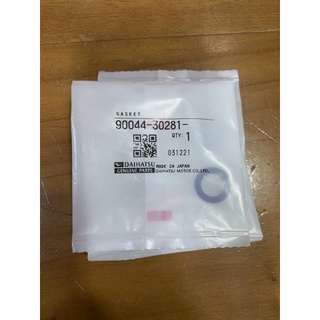 GASKET
90044-30281-
QTY: 1
031221
DAIHATSU
GENUINE PARTS
MADE IN JAPAN
DAIHATSU MOTOR CO.,LTD.